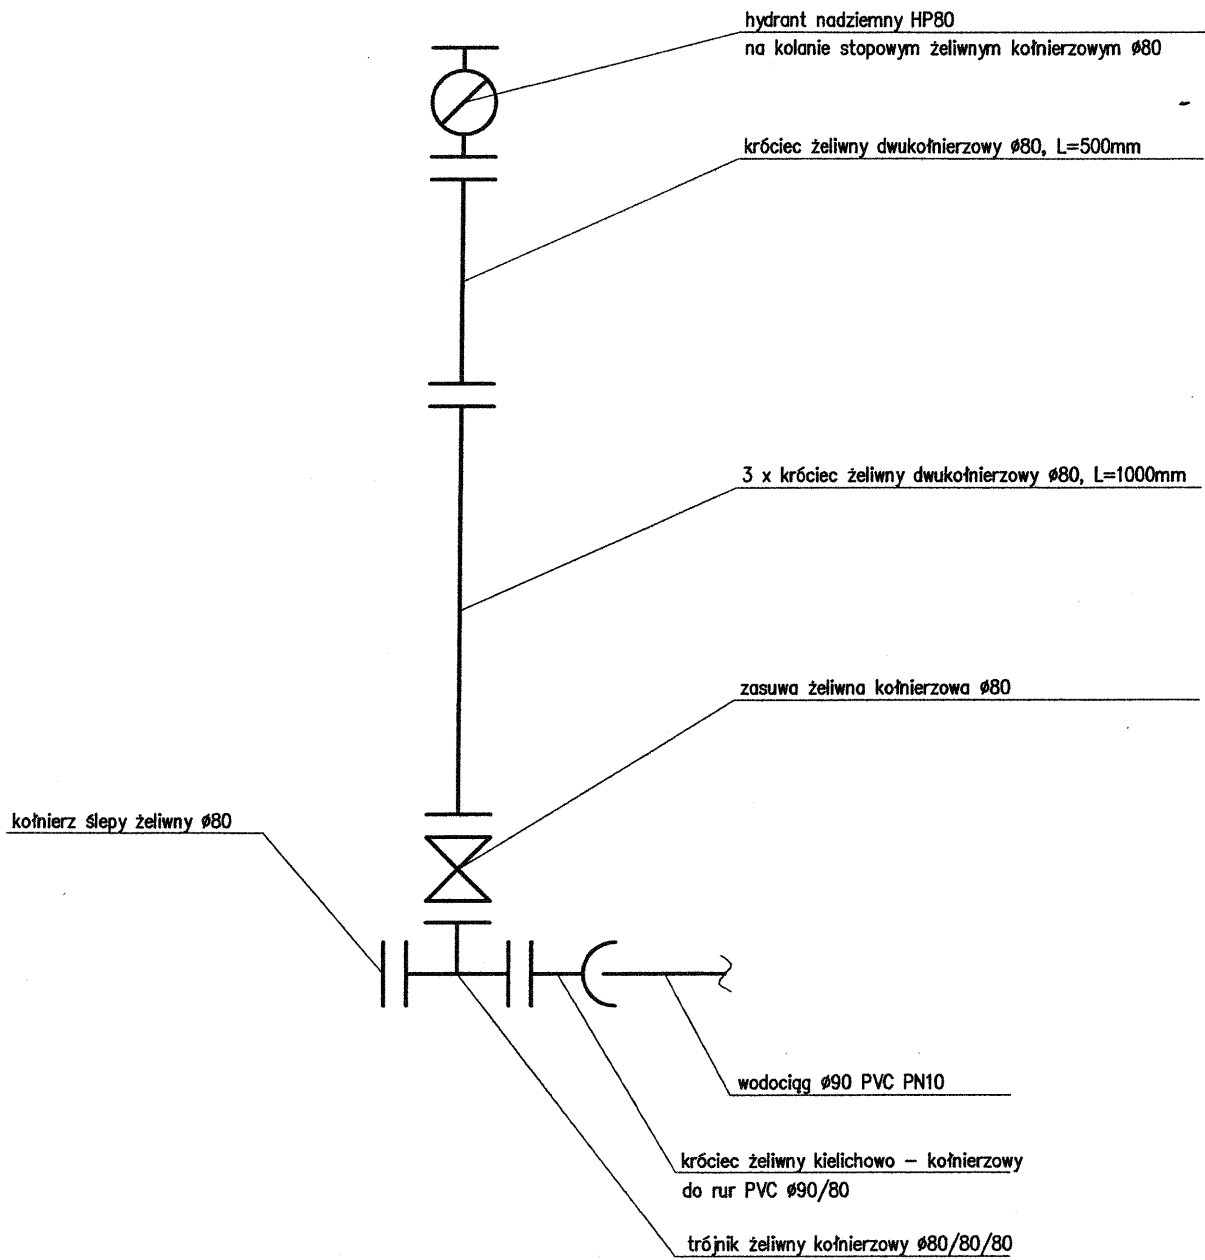 hydrant nadziemny HP80
na kolanie stopowym żeliwnym kołnierzowym ø80
króciec żeliwny dwukołnierzowy ø80, L=500mm
3 x króciec żeliwny dwukołnierzowy ø80, L=1000mm
zasuwa żeliwna kołnierzowa ø80
kołnierz ślepy żeliwny ø80
wodociąg ø90 PVC PN10
króciec żeliwny kielichowo – kołnierzowy
do rur PVC ø90/80
trójnik żeliwny kołnierzowy ø80/80/80